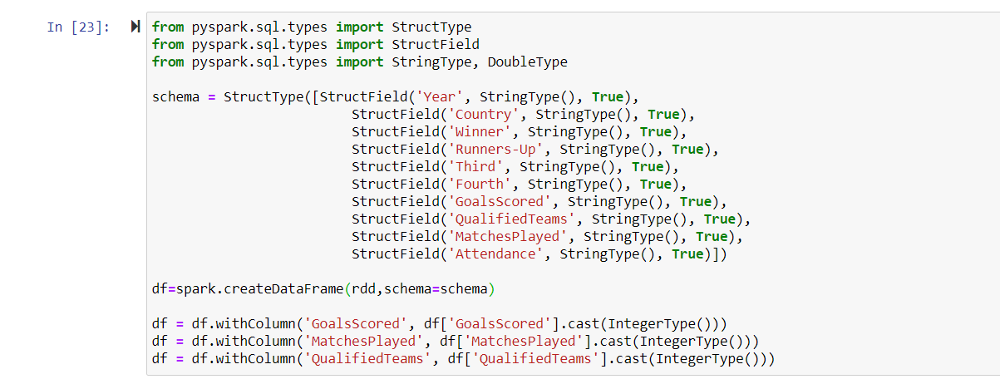 In [23]: from pyspark.sql.types import StructType
from pyspark.sql.types import StructField
from pyspark.sql.types import StringType, DoubleType
schema = StructType([StructField('Year', StringType(), True),
StructField('Country', StringType(), True),
StructField('Winner', StringType(), True),
StructField('Runners-Up', StringType(), True),
StructField('Third', StringType(), True),
StructField('Fourth', StringType(), True),
StructField('GoalsScored', StringType(), True),
StructField('QualifiedTeams', StringType(), True),
StructField('MatchesPlayed', StringType(), True),
StructField('Attendance', StringType(), True)])
df=spark.createDataFrame(rdd,schema=schema)
df = df.withColumn('GoalsScored', df['GoalsScored'].cast(IntegerType()))
df = df.withColumn('MatchesPlayed', df['MatchesPlayed'].cast(IntegerType()))
df = df.withColumn('QualifiedTeams', df['QualifiedTeams'].cast(IntegerType()))